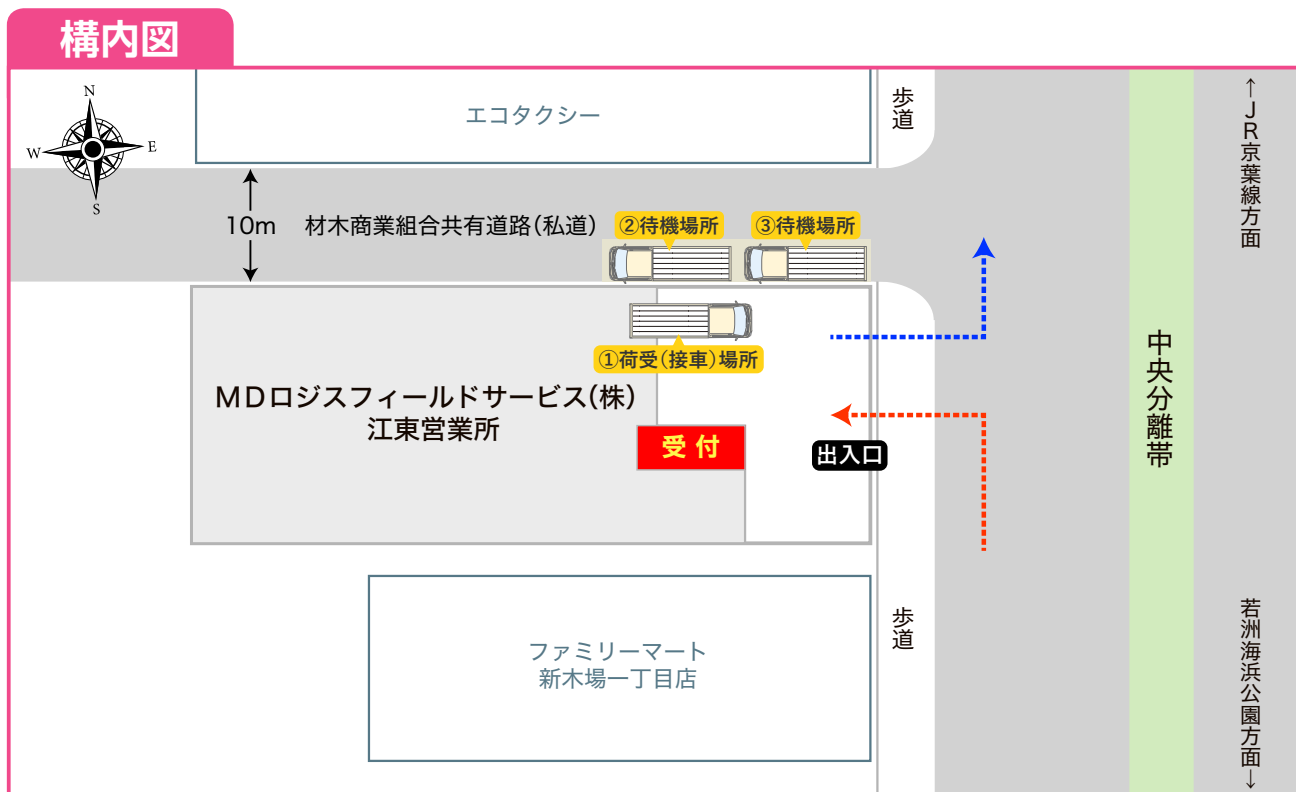 構内図
N
W
E
S
エコタクシー
歩道
↑JR京葉線方面
10m
材木商業組合共有道路(私道)
②待機場所
③待機場所
①荷受(接車)場所
MDロジスフィールドサービス(株)
江東営業所
受付
出入口
中央分離帯
ファミリーマート
新木場一丁目店
歩道
若洲海浜公園方面↓